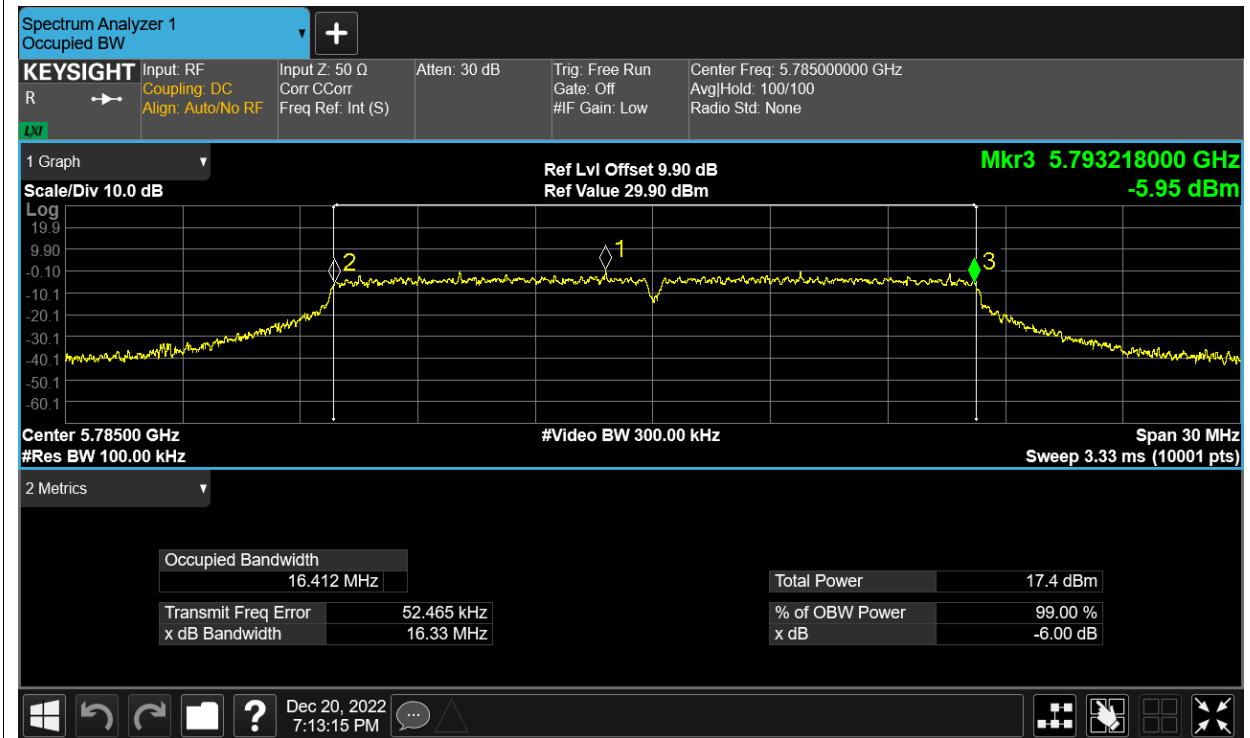 Spectrum Analyzer 1
Occupied BW
KEYSIGHT
R
LXI
Input: RF
Coupling: DC
Align: Auto/No RF
Input Z: 50 Ω
Corr CCorr
Freq Ref: Int (S)
Atten: 30 dB
Trig: Free Run
Gate: Off
#IF Gain: Low
Center Freq: 5.785000000 GHz
Avg|Hold: 100/100
Radio Std: None
1 Graph
Scale/Div 10.0 dB
Ref Lvl Offset 9.90 dB
Ref Value 29.90 dBm
Mkr3 5.793218000 GHz
-5.95 dBm
Log
19.9
9.90
-0.10
-10.1
-20.1
-30.1
-40.1
-50.1
-60.1
2
1
3
Center 5.78500 GHz
#Res BW 100.00 kHz
#Video BW 300.00 kHz
Span 30 MHz
Sweep 3.33 ms (10001 pts)
2 Metrics
Occupied Bandwidth
16.412 MHz
Transmit Freq Error 52.465 kHz
x dB Bandwidth 16.33 MHz
Total Power 17.4 dBm
% of OBW Power 99.00 %
x dB -6.00 dB
?
Dec 20, 2022
7:13:15 PM